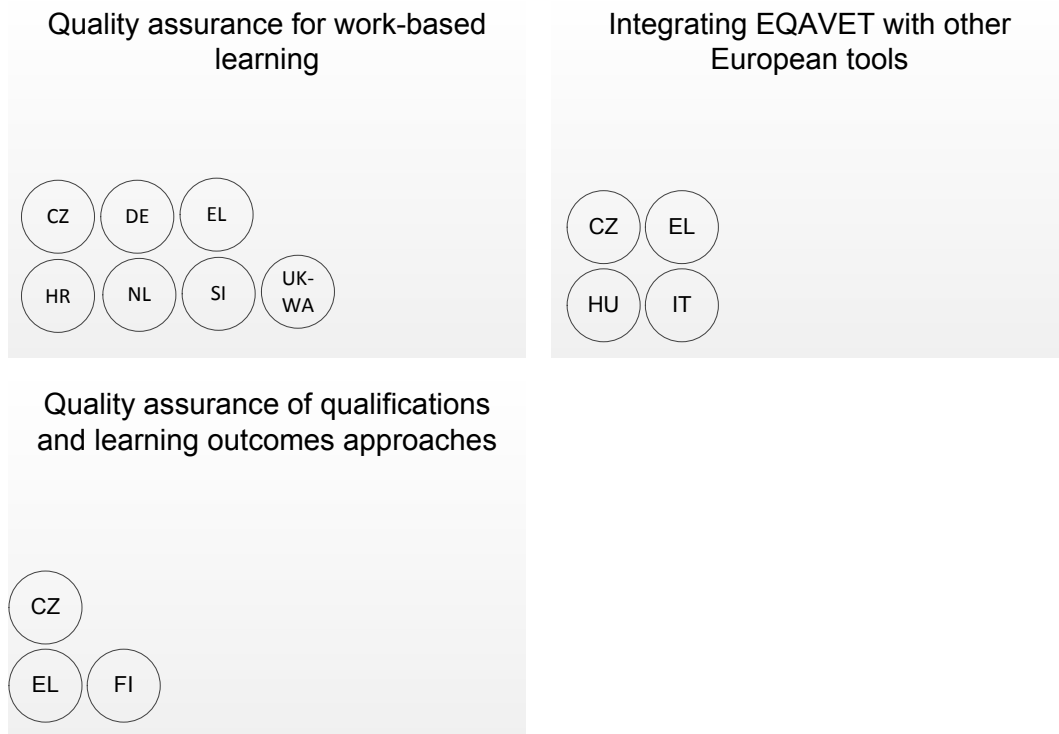 Quality assurance for work-based
learning
CZ
DE
EL
HR
NL
SI
UK-
WA
Integrating EQAVET with other
European tools
CZ
EL
HU
IT
Quality assurance of qualifications
and learning outcomes approaches
CZ
EL
FI